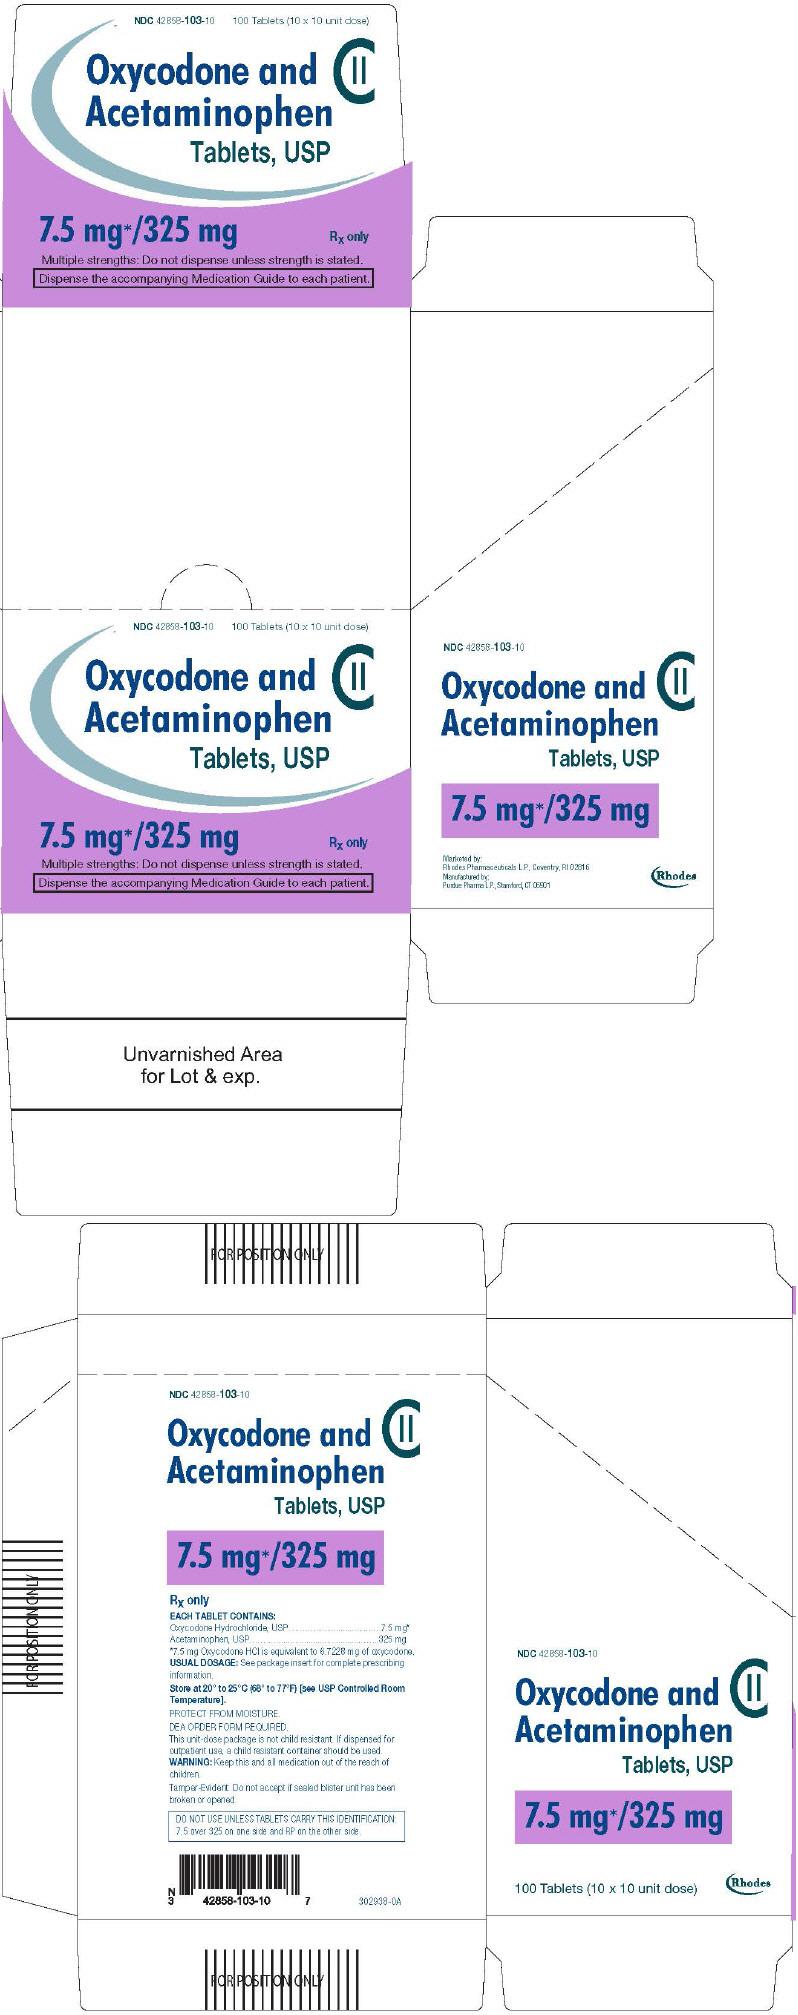 NDC 42858-103-10 100 Tablets (10 x 10 unit dose)
Oxycodone and CII
Acetaminophen
Tablets, USP
7.5 mg*/325 mg
Rx only
Multiple strengths: Do not dispense unless strength is stated.
Dispense the accompanying Medication Guide to each patient.
NDC 42858-103-10 100 Tablets (10 x 10 unit dose)
Oxycodone and CII
Acetaminophen
Tablets, USP
7.5 mg*/325 mg
Rx only
Multiple strengths: Do not dispense unless strength is stated.
Dispense the accompanying Medication Guide to each patient.
NDC 42858-103-10
Oxycodone and CII
Acetaminophen
Tablets, USP
7.5 mg*/325 mg
Marketed by:
Rhodes Pharmaceuticals L.P., Coventry, RI 02816
Manufactured by:
Purdue Pharma L.P., Stamford, CT 06901
Rhodes
Unvarnished Area
for Lot & exp.
FOR POSITION ONLY
FOR POSITION ONLY
NDC 42858-103-10
Oxycodone and CII
Acetaminophen
Tablets, USP
7.5 mg*/325 mg
Rx only
EACH TABLET CONTAINS:
Oxycodone Hydrochloride, USP..................................7.5 mg*
Acetaminophen, USP..............................................325 mg
*7.5 mg Oxycodone HCl is equivalent to 6.7228 mg of oxycodone.
USUAL DOSAGE: See package insert for complete prescribing
information.
Store at 20° to 25°C (68° to 77°F) [see USP Controlled Room
Temperature].
PROTECT FROM MOISTURE.
DEA ORDER FORM REQUIRED.
This unit-dose package is not child resistant. If dispensed for
outpatient use, a child resistant container should be used.
WARNING: Keep this and all medication out of the reach of
children.
Tamper-Evident: Do not accept if sealed blister unit has been
broken or opened.
DO NOT USE UNLESS TABLETS CARRY THIS IDENTIFICATION:
7.5 over 325 on one side and RP on the other side.
N
3 42858-103-10 7
302938-0A
FOR POSITION ONLY
NDC 42858-103-10
Oxycodone and CII
Acetaminophen
Tablets, USP
7.5 mg*/325 mg
100 Tablets (10 x 10 unit dose)
Rhodes